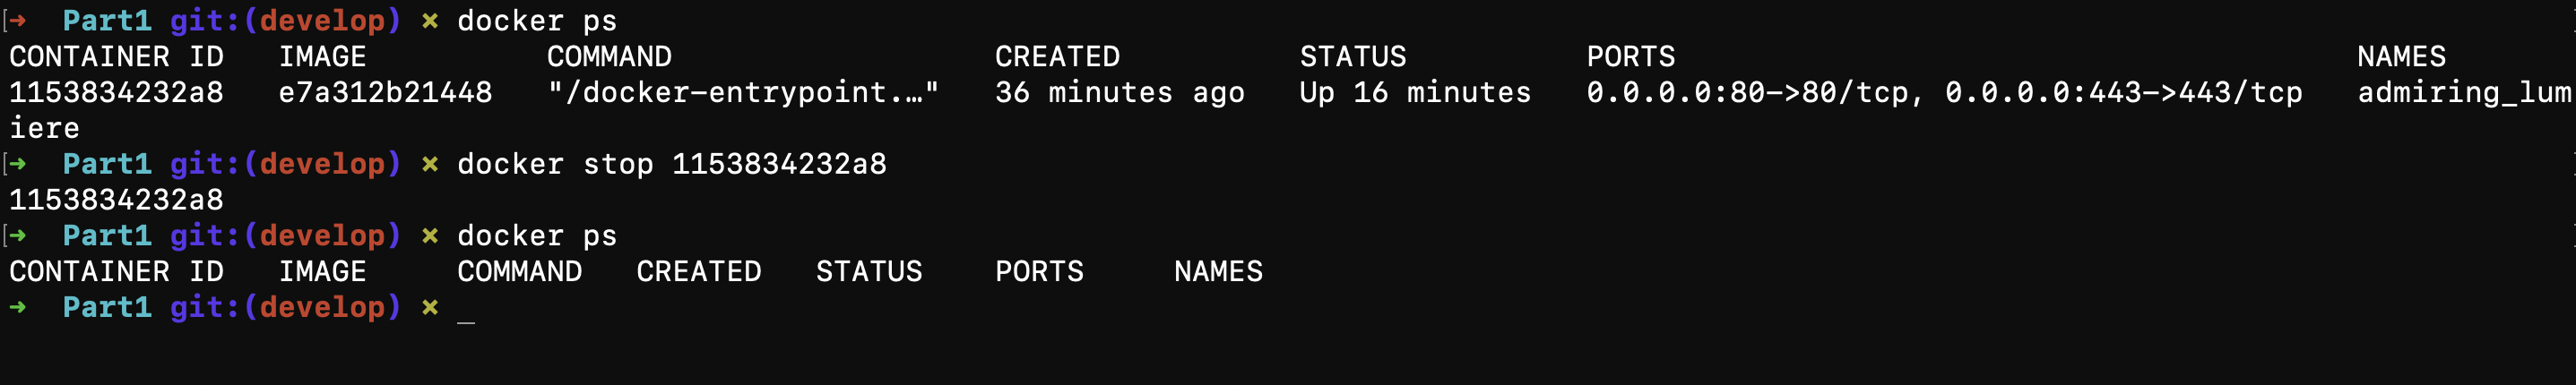 [➜  Part1 git:(develop) ✗ docker ps
CONTAINER ID   IMAGE          COMMAND                  CREATED          STATUS          PORTS                                      NAMES
1153834232a8   e7a312b21448   "/docker-entrypoint.…"   36 minutes ago   Up 16 minutes   0.0.0.0:80->80/tcp, 0.0.0.0:443->443/tcp   admiring_lum
iere
[➜  Part1 git:(develop) ✗ docker stop 1153834232a8
1153834232a8
[➜  Part1 git:(develop) ✗ docker ps
CONTAINER ID   IMAGE     COMMAND   CREATED   STATUS    PORTS     NAMES
➜  Part1 git:(develop) ✗ _